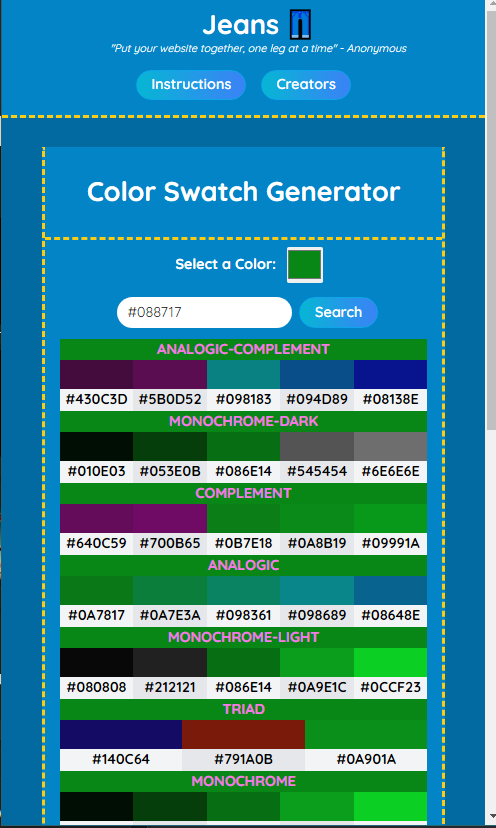 Jeans
"Put your website together, one leg at a time" - Anonymous
Instructions Creators
Color Swatch Generator
Select a Color:
#088717 Search
ANALOGIC-COMPLEMENT
#430C3D #5B0D52 #098183 #094D89 #08138E
MONOCHROME-DARK
#010E03 #053E0B #086E14 #545454 #6E6E6E
COMPLEMENT
#640C59 #700B65 #0B7E18 #0A8B19 #09991A
ANALOGIC
#0A7817 #0A7E3A #098361 #098689 #08648E
MONOCHROME-LIGHT
#080808 #212121 #086E14 #0A9E1C #0CCF23
TRIAD
#140C64 #791A0B #0A901A
MONOCHROME